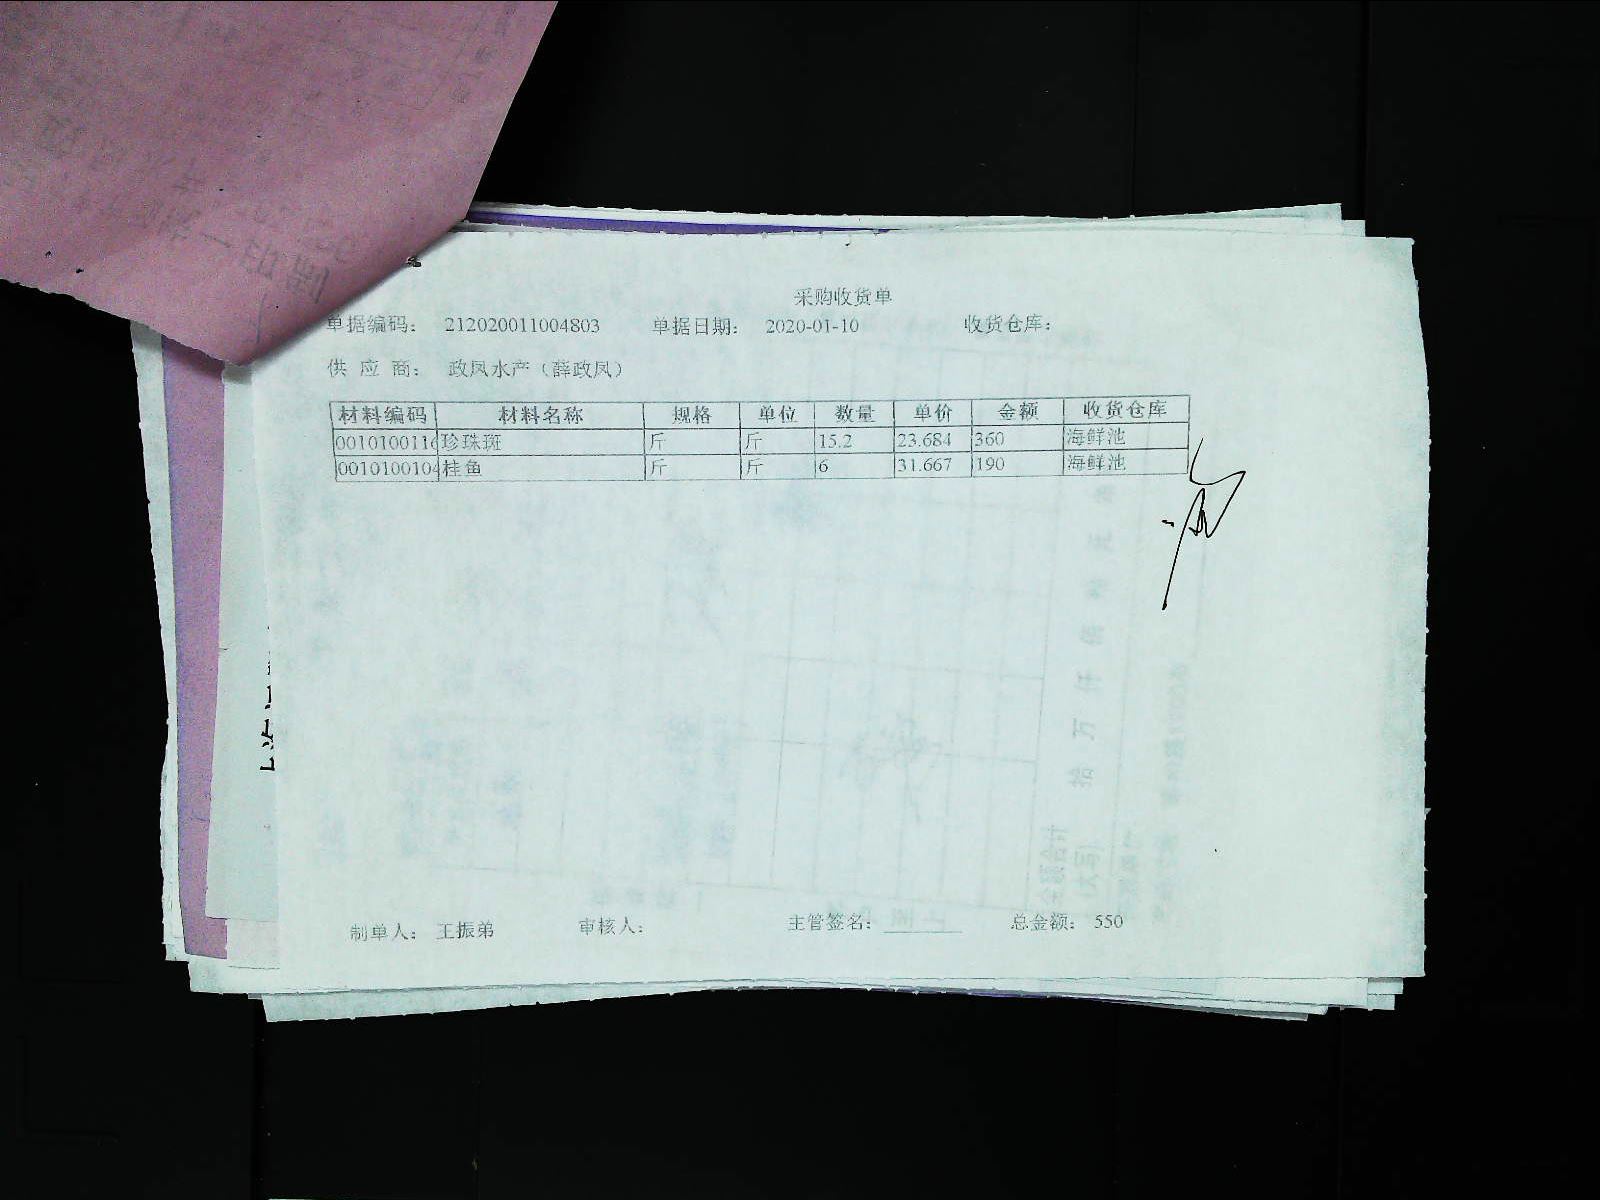 采购收货单
单据编码： 212020011004803 单据日期： 2020-01-10 收货仓库：
供 应 商： 政凤水产（薛政凤）
材料编码 材料名称 规格 单位 数量 单价 金额 收货仓库
001010011 珍珠斑 斤 斤 15.2 23.684 360 海鲜池
0010100104 桂鱼 斤 斤 6 31.667 190 海鲜池
制单人： 王振弟 审核人： 主管签名： 总金额： 550